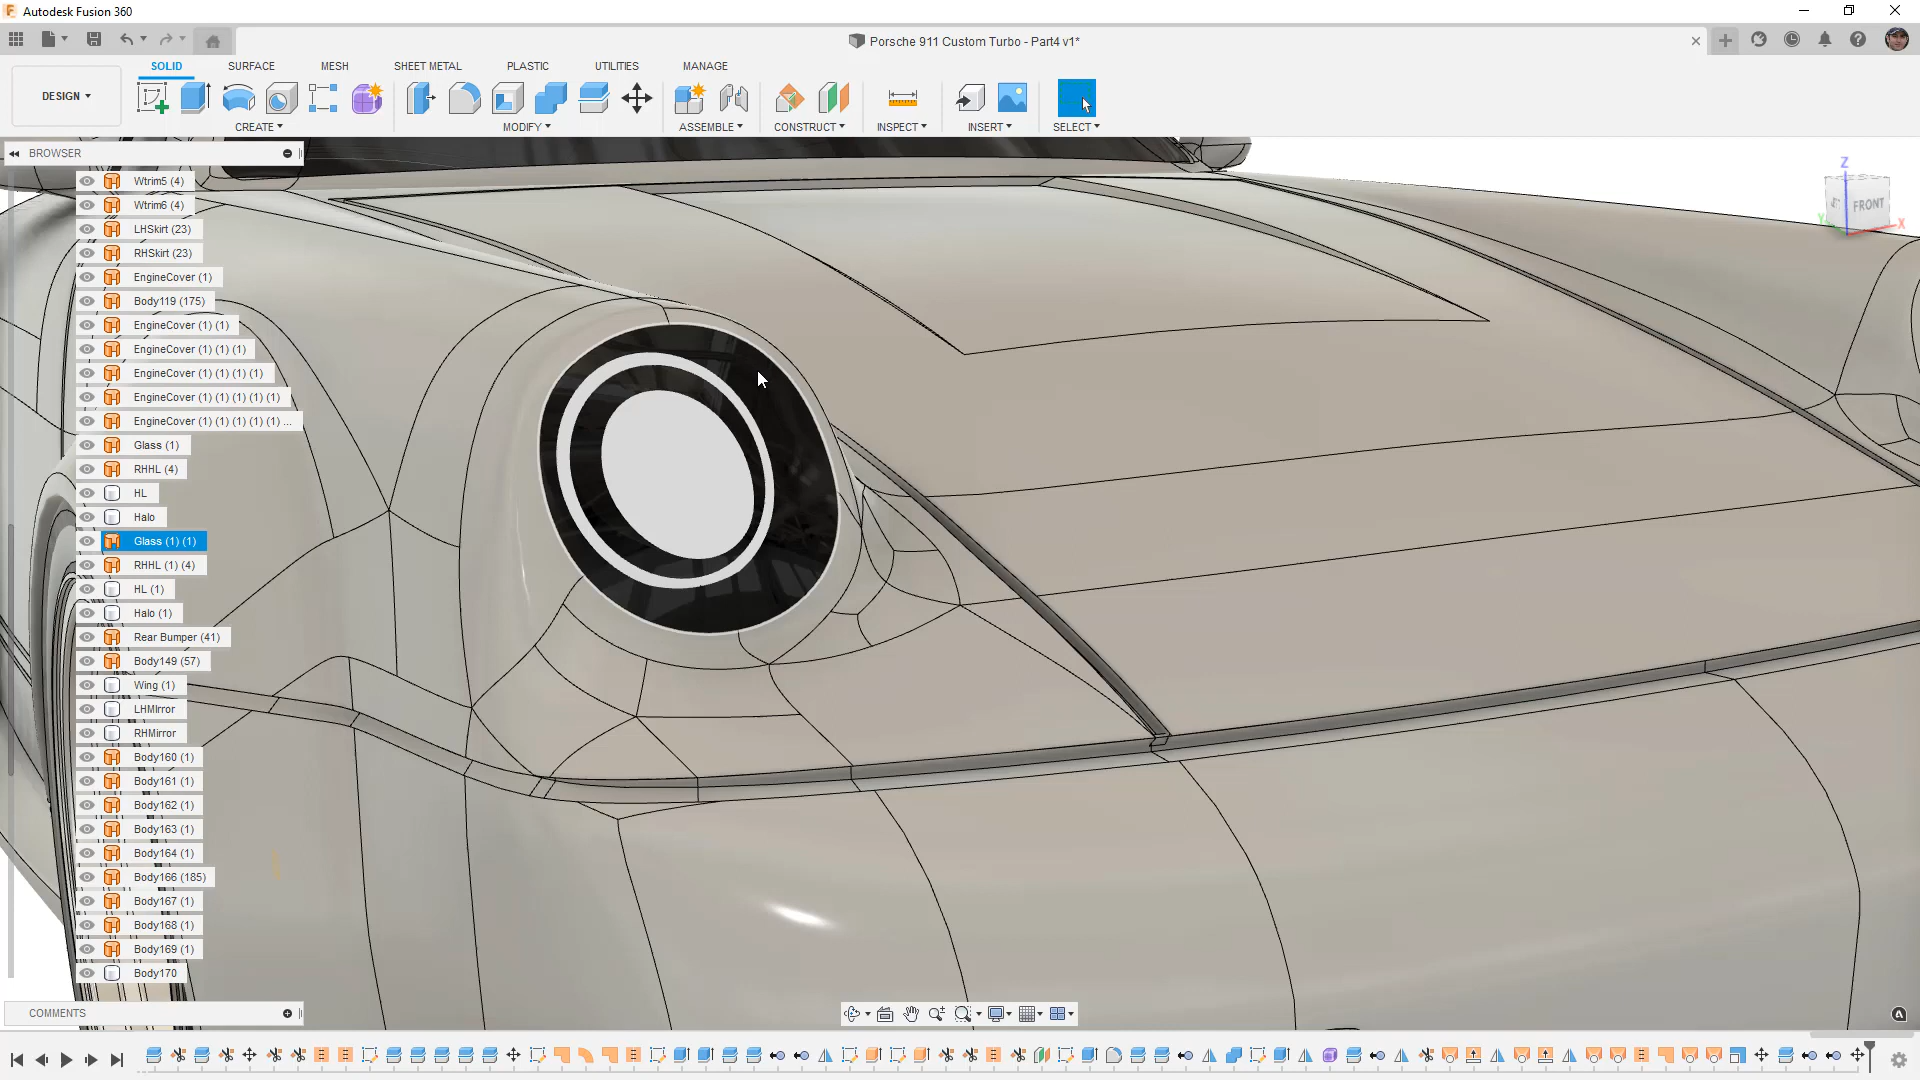 Autodesk Fusion 360
Porsche 911 Custom Turbo - Part4 v1*
DESIGN
SOLID SURFACE MESH SHEET METAL PLASTIC UTILITIES MANAGE
CREATE MODIFY ASSEMBLE CONSTRUCT INSPECT INSERT SELECT
BROWSER
Wtrim5 (4)
Wtrim6 (4)
LHSkirt (23)
RHSkirt (23)
EngineCover (1)
Body119 (175)
EngineCover (1) (1)
EngineCover (1) (1) (1)
EngineCover (1) (1) (1) (1)
EngineCover (1) (1) (1) (1) (1)
EngineCover (1) (1) (1) (1) (1) ...
Glass (1)
RHHL (4)
HL
Halo
Glass (1) (1)
RHHL (1) (4)
HL (1)
Halo (1)
Rear Bumper (41)
Body149 (57)
Wing (1)
LHMIrror
RHMirror
Body160 (1)
Body161 (1)
Body162 (1)
Body163 (1)
Body164 (1)
Body166 (185)
Body167 (1)
Body168 (1)
Body169 (1)
Body170
COMMENTS
Z
FRONT
X
Y